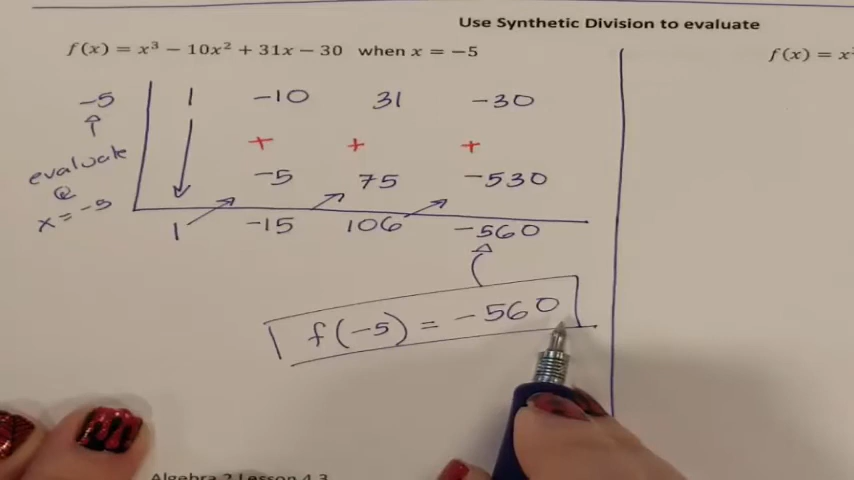 Use Synthetic Division to evaluate
f(x) = x³ − 10x² + 31x − 30 when x = −5
f(x) = x
-5 1 -10 31 -30
+ + +
evaluate
@
x = -5
-5 75 -530
1 -15 106 -560
f(-5) = -560
Algebra 2 Lesson 4.3